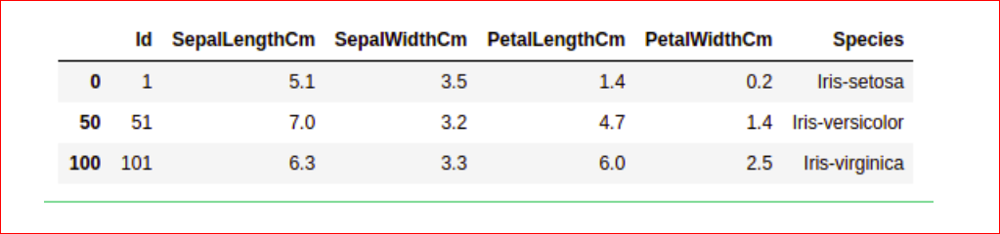 Id SepalLengthCm SepalWidthCm PetalLengthCm PetalWidthCm Species
0 1 5.1 3.5 1.4 0.2 Iris-setosa
50 51 7.0 3.2 4.7 1.4 Iris-versicolor
100 101 6.3 3.3 6.0 2.5 Iris-virginica